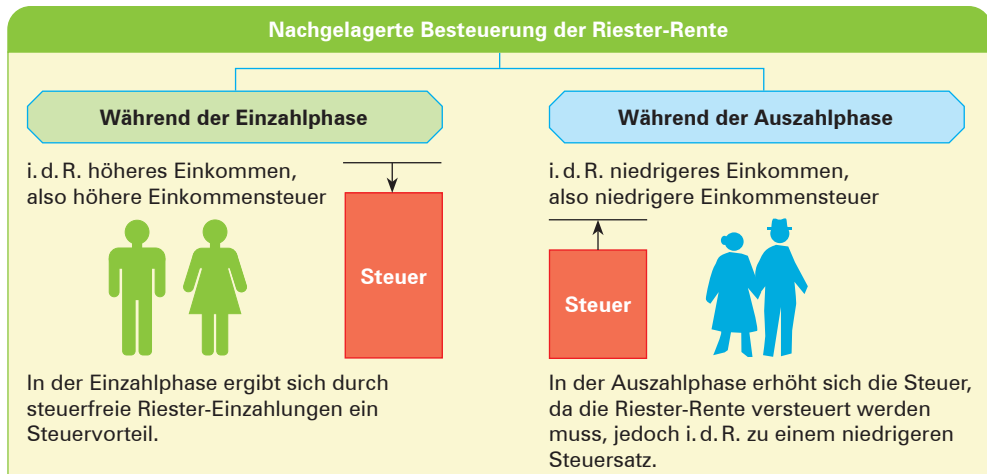 Nachgelagerte Besteuerung der Riester-Rente
Während der Einzahlphase
i. d. R. höheres Einkommen,
also höhere Einkommensteuer
Steuer
In der Einzahlphase ergibt sich durch
steuerfreie Riester-Einzahlungen ein
Steuervorteil.
Während der Auszahlphase
i. d. R. niedrigeres Einkommen,
also niedrigere Einkommensteuer
Steuer
In der Auszahlphase erhöht sich die Steuer,
da die Riester-Rente versteuert werden
muss, jedoch i. d. R. zu einem niedrigeren
Steuersatz.